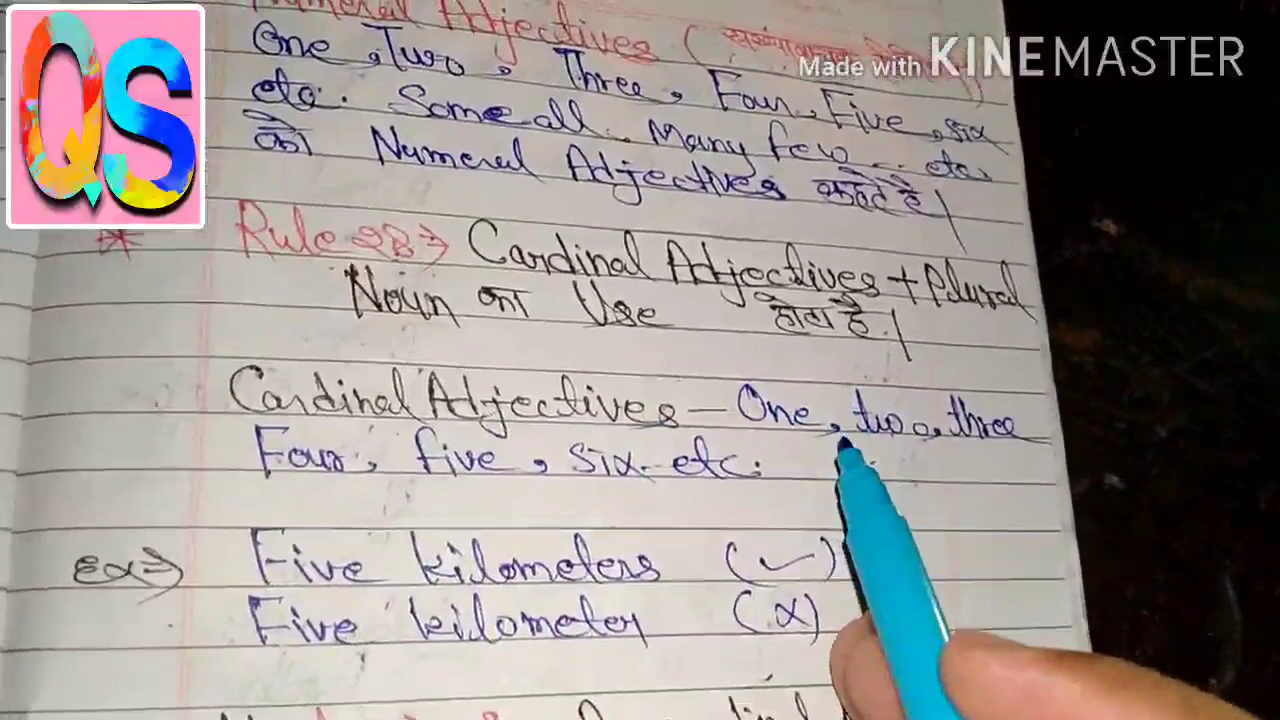 QS
Made with KINEMASTER
Numeral Adjectives (
One, Two, Three, Four, Five, six
etc. Some all.. Many few... etc.
को Numeral Adjectives कहते है।
* Rule 28→ Cardinal Adjectives + Plural
Noun का Use होता है।
Cardinal Adjectives – One, two, three
Four, five, six. etc.
Ex→ Five kilometers (✓)
Five kilometer (x)